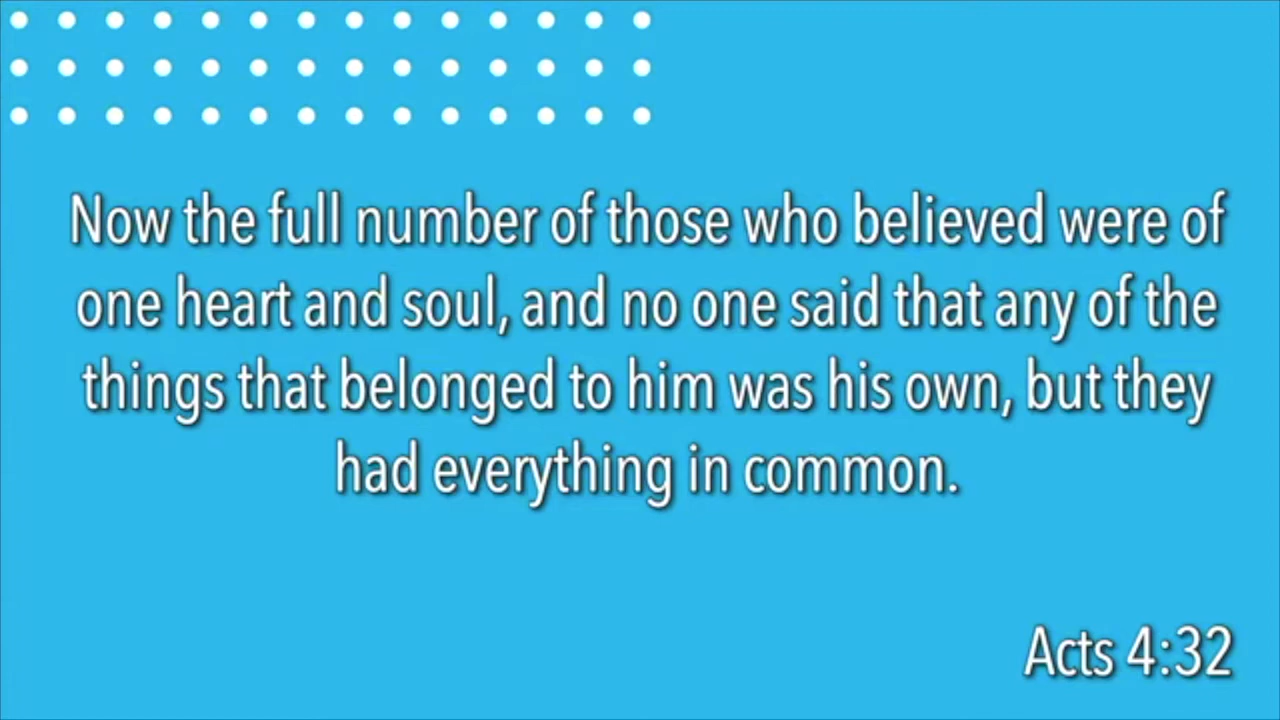 Now the full number of those who believed were of
one heart and soul, and no one said that any of the
things that belonged to him was his own, but they
had everything in common.
Acts 4:32